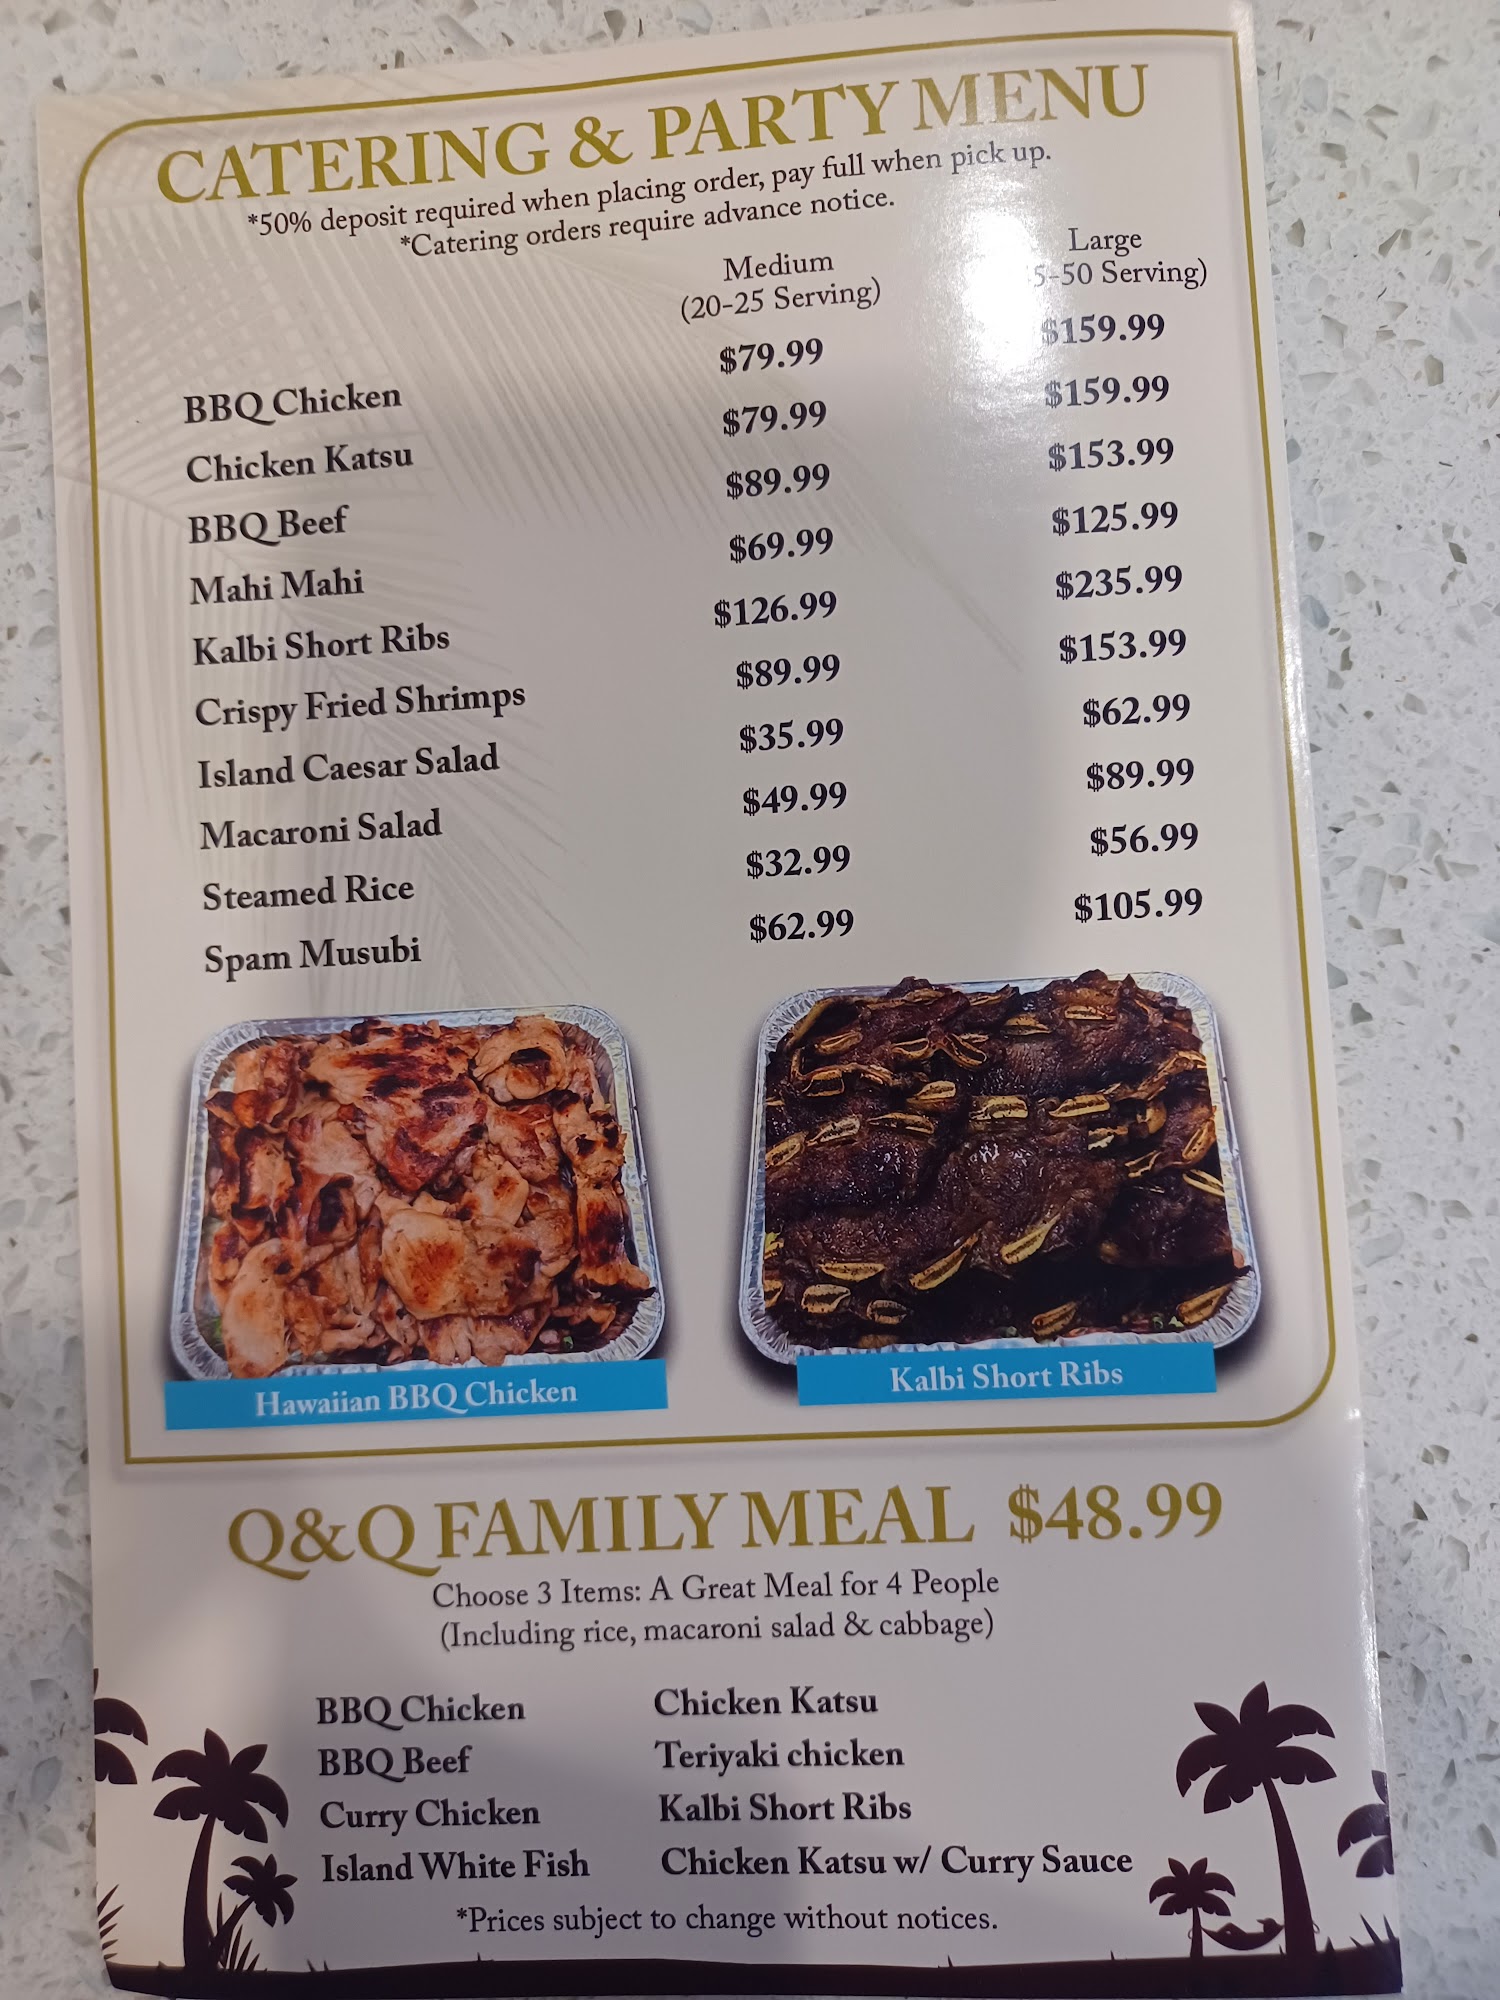 CATERING & PARTY MENU
*50% deposit required when placing order, pay full when pick up.
*Catering orders require advance notice.
Medium Large
(20-25 Serving) 5-50 Serving)
BBQ Chicken $79.99 $159.99
Chicken Katsu $79.99 $159.99
BBQ Beef $89.99 $153.99
Mahi Mahi $69.99 $125.99
Kalbi Short Ribs $126.99 $235.99
Crispy Fried Shrimps $89.99 $153.99
Island Caesar Salad $35.99 $62.99
Macaroni Salad $49.99 $89.99
Steamed Rice $32.99 $56.99
Spam Musubi $62.99 $105.99
Hawaiian BBQ Chicken Kalbi Short Ribs
Q&Q FAMILY MEAL $48.99
Choose 3 Items: A Great Meal for 4 People
(Including rice, macaroni salad & cabbage)
BBQ Chicken Chicken Katsu
BBQ Beef Teriyaki chicken
Curry Chicken Kalbi Short Ribs
Island White Fish Chicken Katsu w/ Curry Sauce
*Prices subject to change without notices.